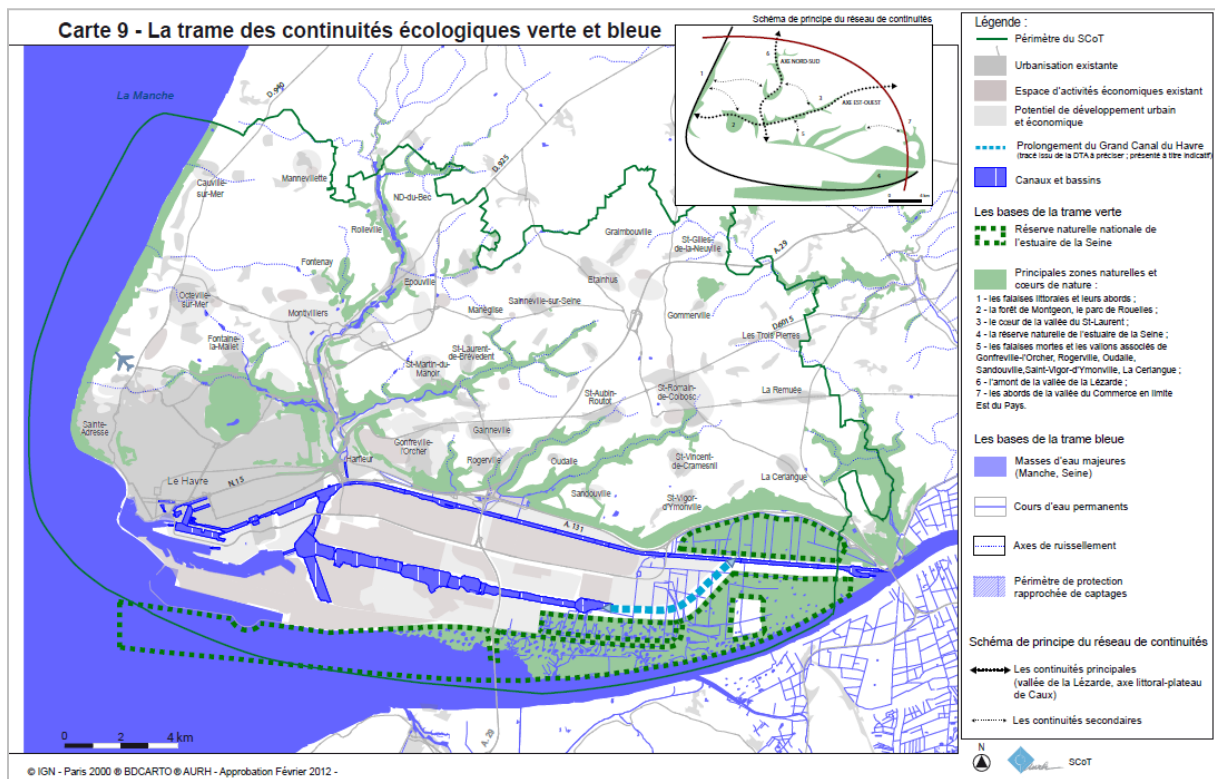 Carte 9 - La trame des continuités écologiques verte et bleue
Schéma de principe du réseau de continuités
6
AXE NORD-SUD
1
3
AXE EST-OUEST
2
5
7
0
4 km
La Manche
D. 940
D. 925
Cauville-
sur-Mer
Mannevillette
ND-du-Bec
Rolleville
Graimbouville
St-Gilles-
de-la-Neuville
A. 29
Fontenay
Epouville
Etainhus
Octeville-
sur-Mer
Montivilliers
Sainneville-sur-Seine
Manéglise
Gommerville
D6015
Les Trois Pierres
Fontaine-
la-Mallet
St-Laurent-
de-Brévedent
St-Martin-du-
Manoir
La Remuée
St-Aubin-
Routot
St-Romain-
de-Colbosc
Sainte-
Adresse
Gainneville
Gonfreville-
l'Orcher
Rogerville
Oudalle
St-Vincent-
de-Cramesnil
Harfleur
Le Havre
N.15
La Cerlangue
Sandouville
St-Vigor-
d'Ymonville
A. 131
A. 29
0 2 4 km
© IGN - Paris 2000 ® BDCARTO ® AURH - Approbation Février 2012 -
Légende :
Périmètre du SCoT
Urbanisation existante
Espace d'activités économiques existant
Potentiel de développement urbain
et économique
Prolongement du Grand Canal du Havre
(tracé issu de la DTA à préciser ; présenté à titre indicatif)
Canaux et bassins
Les bases de la trame verte
Réserve naturelle nationale de
l'estuaire de la Seine
Principales zones naturelles et
cœurs de nature :
1 - les falaises littorales et leurs abords ;
2 - la forêt de Montgeon, le parc de Rouelles ;
3 - le cœur de la vallée du St-Laurent ;
4 - la réserve naturelle de l'estuaire de la Seine ;
5 - les falaises mortes et les vallons associés de
Gonfreville-l'Orcher, Rogerville, Oudalle,
Sandouville,Saint-Vigor-d'Ymonville, La Cerlangue ;
6 - l'amont de la vallée de la Lézarde ;
7 - les abords de la vallée du Commerce en limite
Est du Pays.
Les bases de la trame bleue
Masses d'eau majeures
(Manche, Seine)
Cours d'eau permanents
Axes de ruissellement
Périmètre de protection
rapprochée de captages
Schéma de principe du réseau de continuités
Les continuités principales
(vallée de la Lézarde, axe littoral-plateau
de Caux)
Les continuités secondaires
N
SCoT